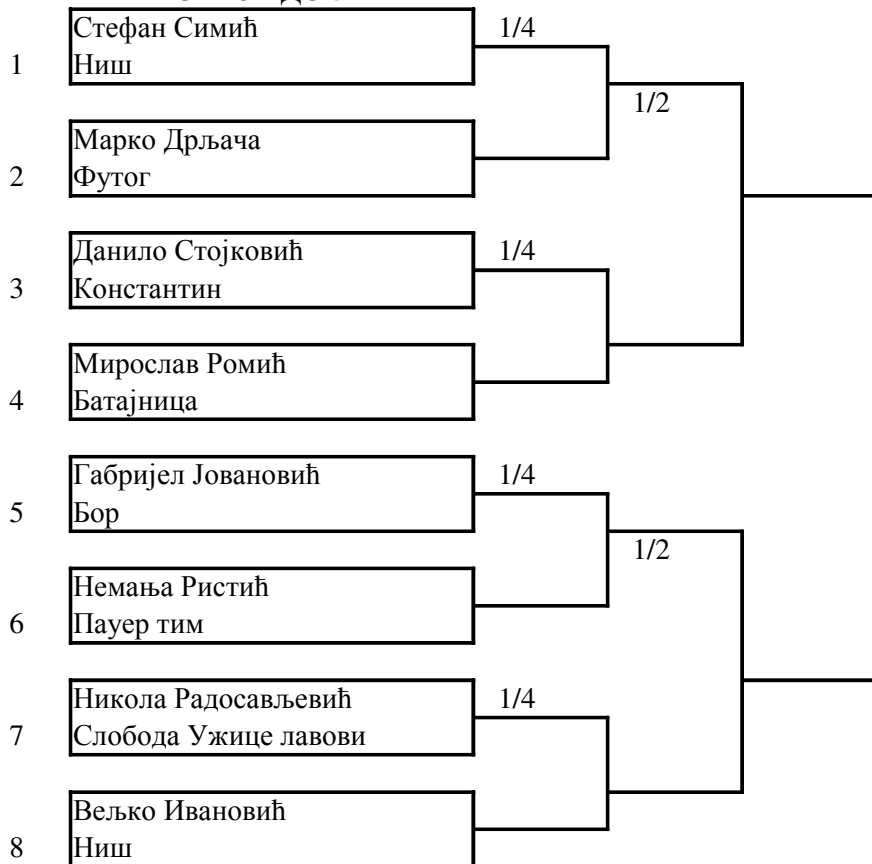 Стефан Симић
1/4
1 Ниш
1/2
Марко Дрљача
2 Футог
Данило Стојковић
1/4
3 Константин
Мирослав Ромић
4 Батајница
Габријел Јовановић
1/4
5 Бор
1/2
Немања Ристић
6 Пауер тим
Никола Радосављевић
1/4
7 Слобода Ужице лавови
Вељко Ивановић
8 Ниш